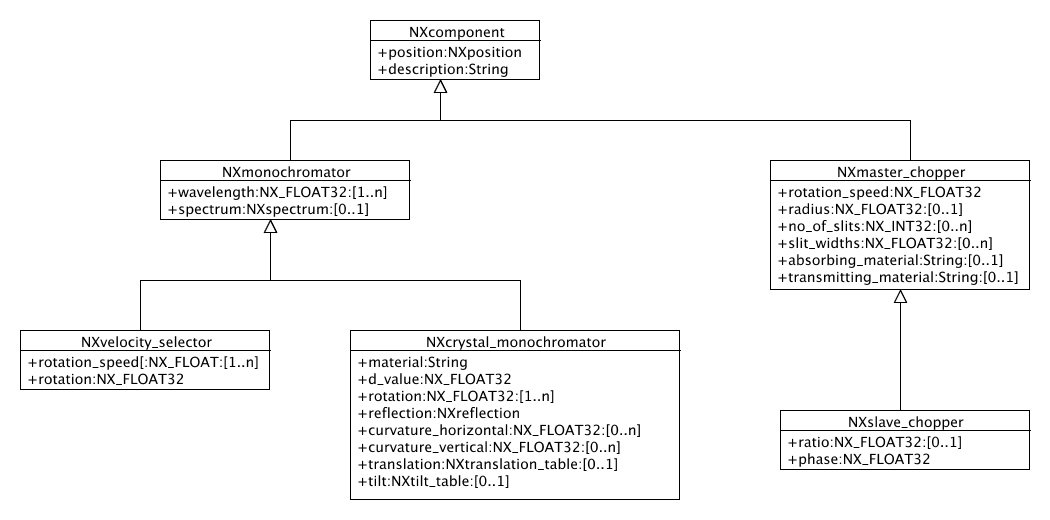 NXcomponent
+position:NXposition
+description:String
NXmonochromator
+wavelength:NX_FLOAT32:[1..n]
+spectrum:NXspectrum:[0..1]
NXmaster_chopper
+rotation_speed:NX_FLOAT32
+radius:NX_FLOAT32:[0..1]
+no_of_slits:NX_INT32:[0..n]
+slit_widths:NX_FLOAT32:[0..n]
+absorbing_material:String:[0..1]
+transmitting_material:String:[0..1]
NXvelocity_selector
+rotation_speed[:NX_FLOAT:[1..n]
+rotation:NX_FLOAT32
NXcrystal_monochromator
+material:String
+d_value:NX_FLOAT32
+rotation:NX_FLOAT32:[1..n]
+reflection:NXreflection
+curvature_horizontal:NX_FLOAT32:[0..n]
+curvature_vertical:NX_FLOAT32:[0..n]
+translation:NXtranslation_table:[0..1]
+tilt:NXtilt_table:[0..1]
NXslave_chopper
+ratio:NX_FLOAT32:[0..1]
+phase:NX_FLOAT32